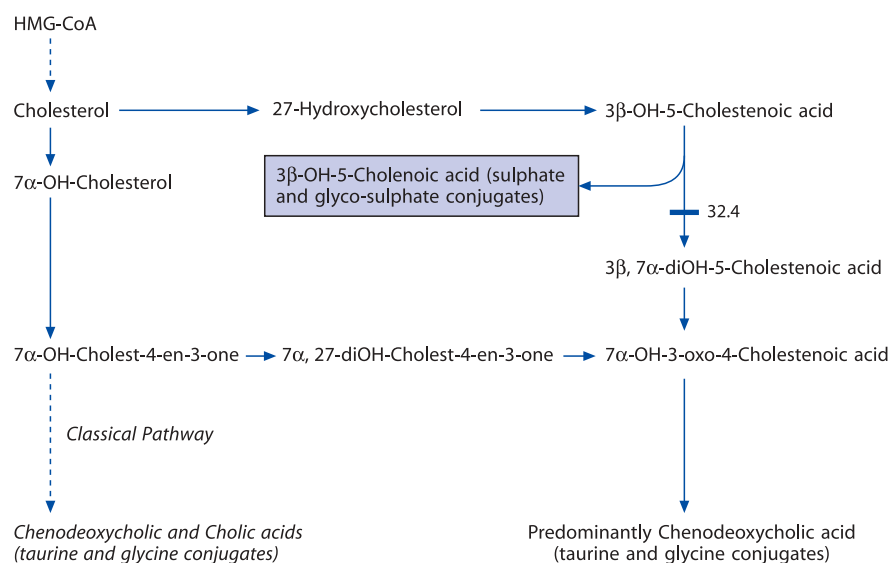 HMG-CoA
Cholesterol
27-Hydroxycholesterol
3β-OH-5-Cholestenoic acid
7α-OH-Cholesterol
3β-OH-5-Cholenoic acid (sulphate
and glyco-sulphate conjugates)
32.4
3β, 7α-diOH-5-Cholestenoic acid
7α-OH-Cholest-4-en-3-one
7α, 27-diOH-Cholest-4-en-3-one
7α-OH-3-oxo-4-Cholestenoic acid
Classical Pathway
Chenodeoxycholic and Cholic acids
(taurine and glycine conjugates)
Predominantly Chenodeoxycholic acid
(taurine and glycine conjugates)